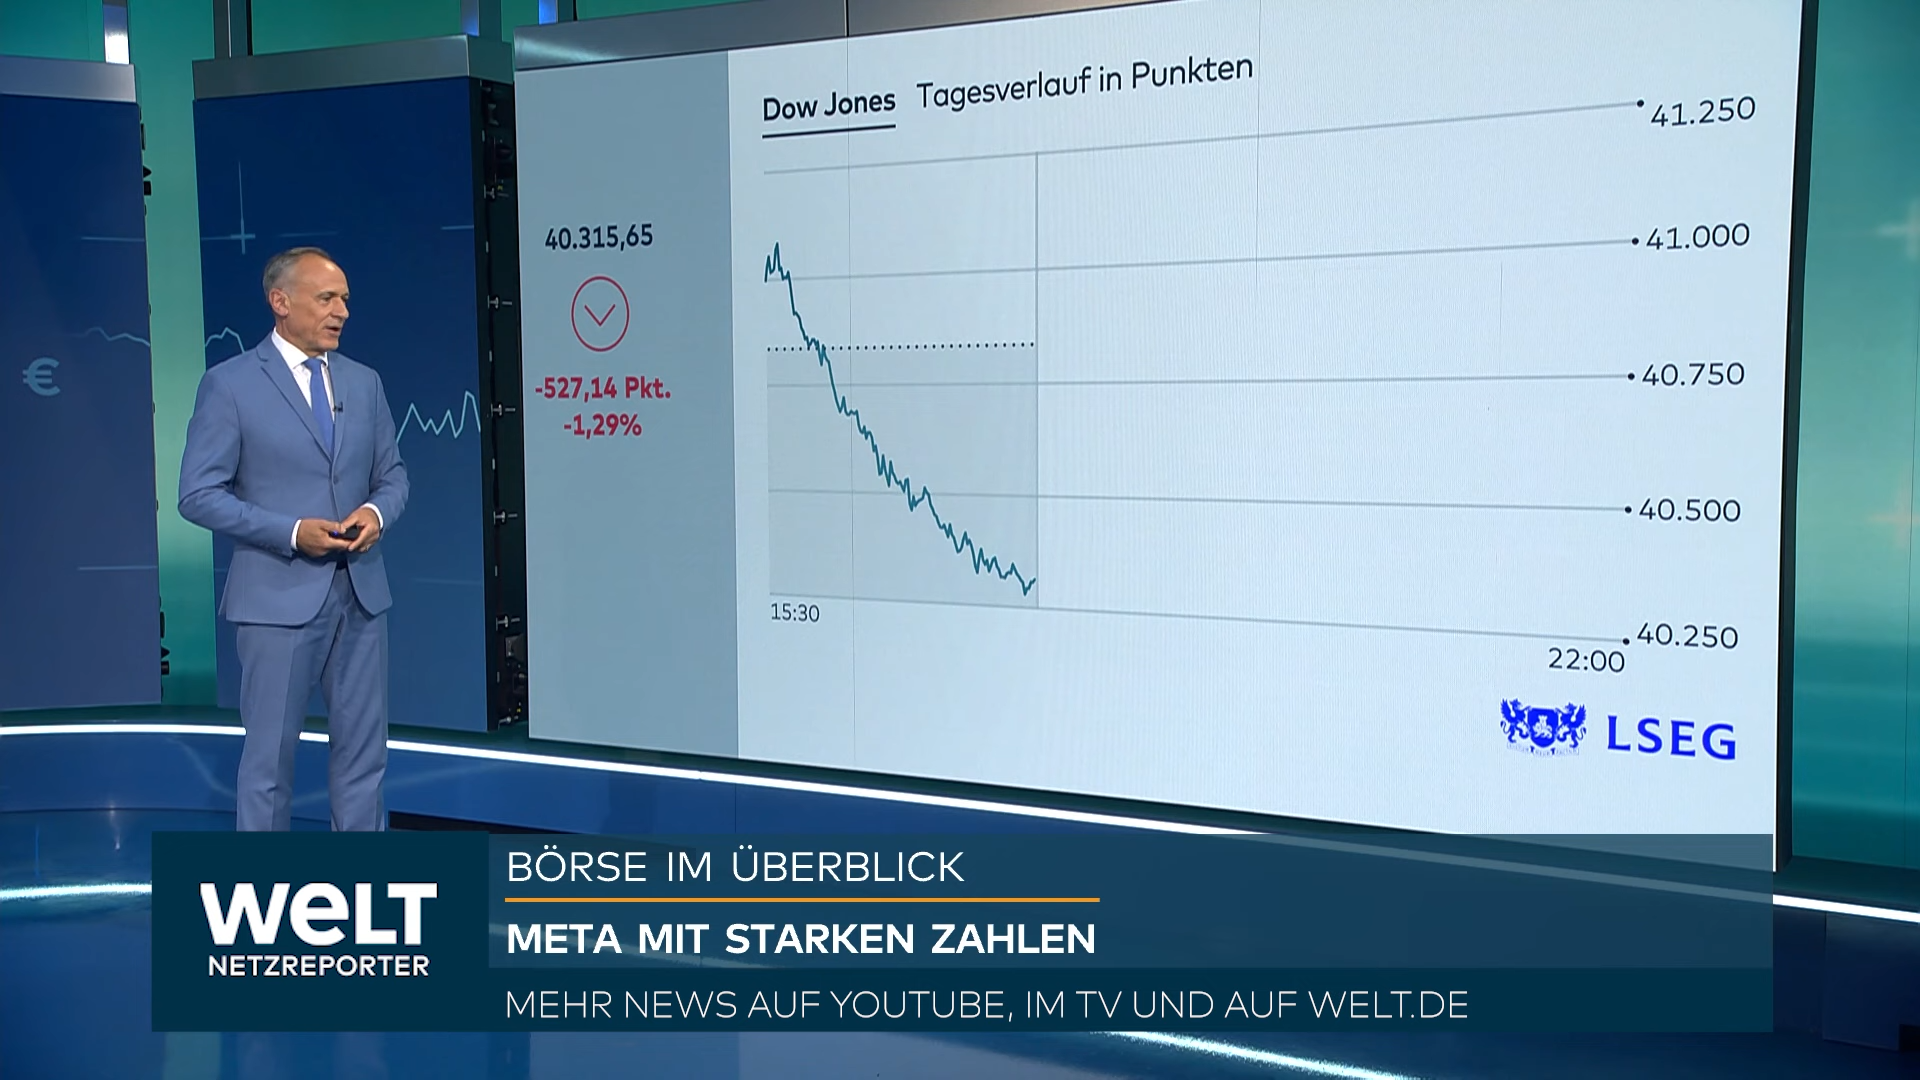 Dow Jones Tagesverlauf in Punkten
41.250
41.000
40.750
40.500
40.250
15:30
22:00
40.315,65
-527,14 Pkt.
-1,29%
€
LSEG
WELT
NETZREPORTER
BÖRSE IM ÜBERBLICK
META MIT STARKEN ZAHLEN
MEHR NEWS AUF YOUTUBE, IM TV UND AUF WELT.DE